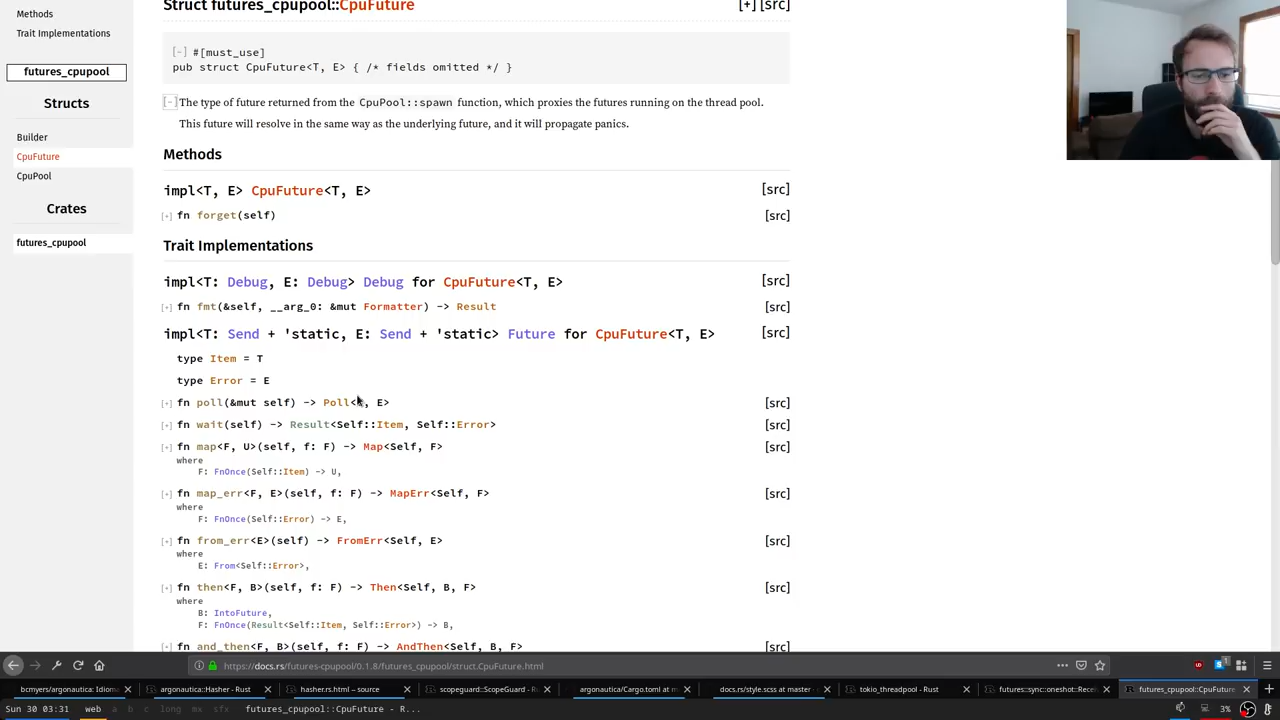 Methods
Trait Implementations
futures_cpupool
Structs
Builder
CpuFuture
CpuPool
Crates
futures_cpupool
Struct futures_cpupool::CpuFuture
[+] [src]
[-] #[must_use]
pub struct CpuFuture<T, E> { /* fields omitted */ }
[-] The type of future returned from the CpuPool::spawn function, which proxies the futures running on the thread pool.
This future will resolve in the same way as the underlying future, and it will propagate panics.
Methods
impl<T, E> CpuFuture<T, E> [src]
[+] fn forget(self) [src]
Trait Implementations
impl<T: Debug, E: Debug> Debug for CpuFuture<T, E> [src]
[+] fn fmt(&self, __arg_0: &mut Formatter) -> Result [src]
impl<T: Send + 'static, E: Send + 'static> Future for CpuFuture<T, E> [src]
type Item = T
type Error = E
[+] fn poll(&mut self) -> Poll< , E> [src]
[+] fn wait(self) -> Result<Self::Item, Self::Error> [src]
[+] fn map<F, U>(self, f: F) -> Map<Self, F> [src]
where
F: FnOnce(Self::Item) -> U,
[+] fn map_err<F, E>(self, f: F) -> MapErr<Self, F> [src]
where
F: FnOnce(Self::Error) -> E,
[+] fn from_err<E>(self) -> FromErr<Self, E> [src]
where
E: From<Self::Error>,
[+] fn then<F, B>(self, f: F) -> Then<Self, B, F> [src]
where
B: IntoFuture,
F: FnOnce(Result<Self::Item, Self::Error>) -> B,
[+] fn and_then<F, B>(self, f: F) -> AndThen<Self, B, F> [src]
https://docs.rs/futures-cpupool/0.1.8/futures_cpupool/struct.CpuFuture.html
bcmyers/argonautica: Idiom
argonautica::Hasher - Rust
hasher.rs.html -- source
scopeguard::ScopeGuard - R
argonautica/Cargo.toml at m
docs.rs/style.scss at master
tokio_threadpool - Rust
futures::sync::oneshot::Rece
futures_cpupool::CpuFuture
Sun 30 03:31 web a b c long mx sfx futures_cpupool::CpuFuture - R... 3%